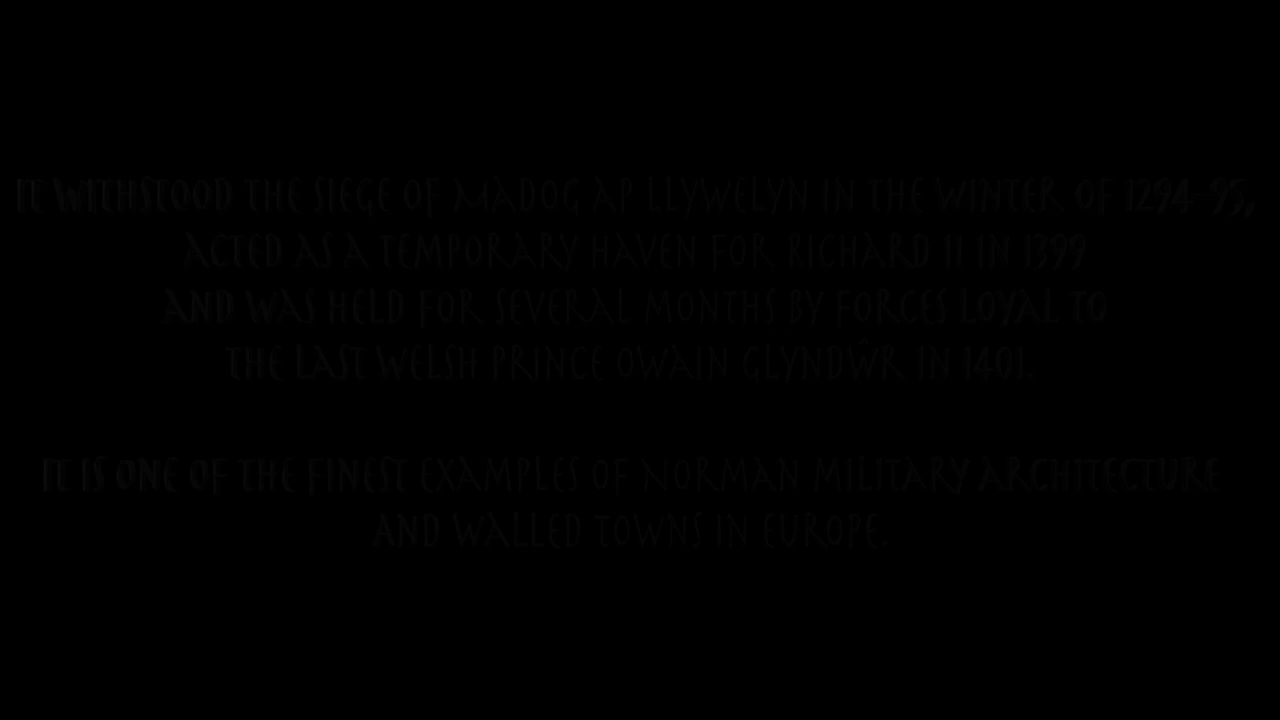 IT WITHSTOOD THE SIEGE OF MADOG AP LLYWELYN IN THE WINTER OF 1294-95,
ACTED AS A TEMPORARY HAVEN FOR RICHARD II IN 1399
AND WAS HELD FOR SEVERAL MONTHS BY FORCES LOYAL TO
THE LAST WELSH PRINCE OWAIN GLYNDŴR IN 1401.
IT IS ONE OF THE FINEST EXAMPLES OF NORMAN MILITARY ARCHITECTURE
AND WALLED TOWNS IN EUROPE.